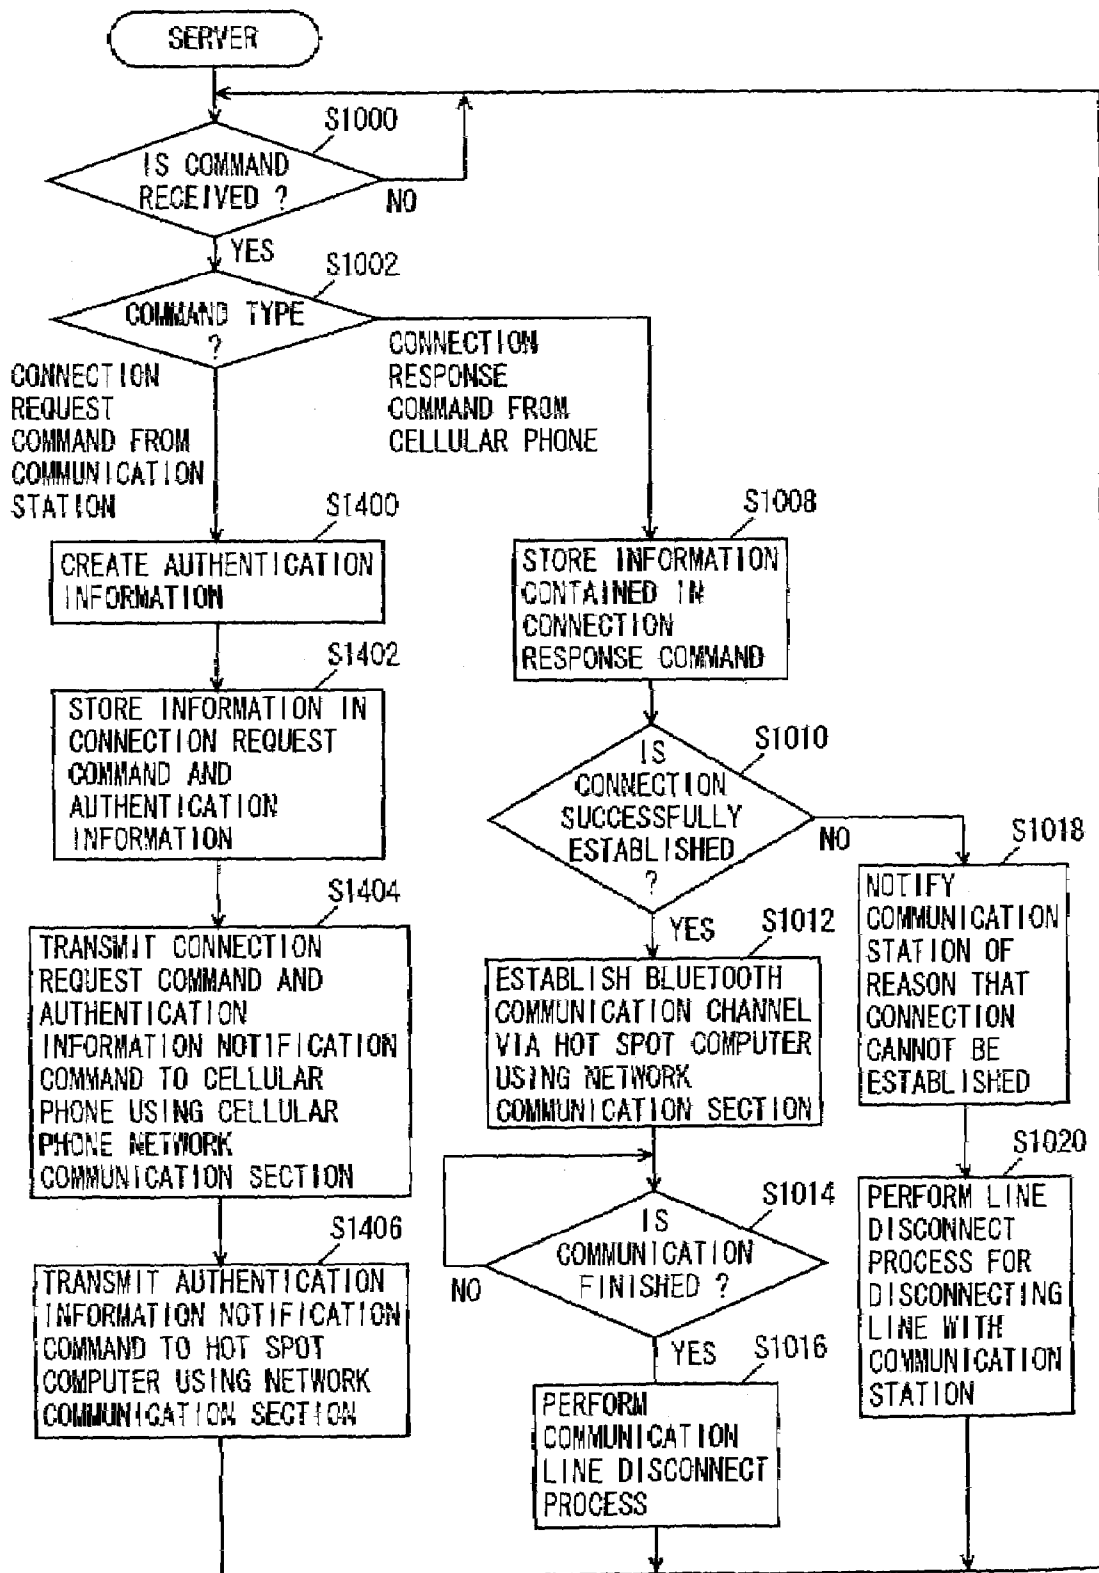 SERVER
S1000
IS COMMAND
RECEIVED ?
NO
YES
S1002
COMMAND TYPE
?
CONNECTION
REQUEST
COMMAND FROM
COMMUNICATION
STATION
CONNECTION
RESPONSE
COMMAND FROM
CELLULAR PHONE
S1400
CREATE AUTHENTICATION
INFORMATION
S1402
STORE INFORMATION IN
CONNECTION REQUEST
COMMAND AND
AUTHENTICATION
INFORMATION
S1404
TRANSMIT CONNECTION
REQUEST COMMAND AND
AUTHENTICATION
INFORMATION NOTIFICATION
COMMAND TO CELLULAR
PHONE USING CELLULAR
PHONE NETWORK
COMMUNICATION SECTION
S1406
TRANSMIT AUTHENTICATION
INFORMATION NOTIFICATION
COMMAND TO HOT SPOT
COMPUTER USING NETWORK
COMMUNICATION SECTION
S1008
STORE INFORMATION
CONTAINED IN
CONNECTION
RESPONSE COMMAND
S1010
IS
CONNECTION
SUCCESSFULLY
ESTABLISHED
?
NO
YES
S1012
ESTABLISH BLUETOOTH
COMMUNICATION CHANNEL
VIA HOT SPOT COMPUTER
USING NETWORK
COMMUNICATION SECTION
S1014
IS
COMMUNICATION
FINISHED ?
NO
YES
S1016
PERFORM
COMMUNICATION
LINE DISCONNECT
PROCESS
S1018
NOTIFY
COMMUNICATION
STATION OF
REASON THAT
CONNECTION
CANNOT BE
ESTABLISHED
S1020
PERFORM LINE
DISCONNECT
PROCESS FOR
DISCONNECTING
LINE WITH
COMMUNICATION
STATION